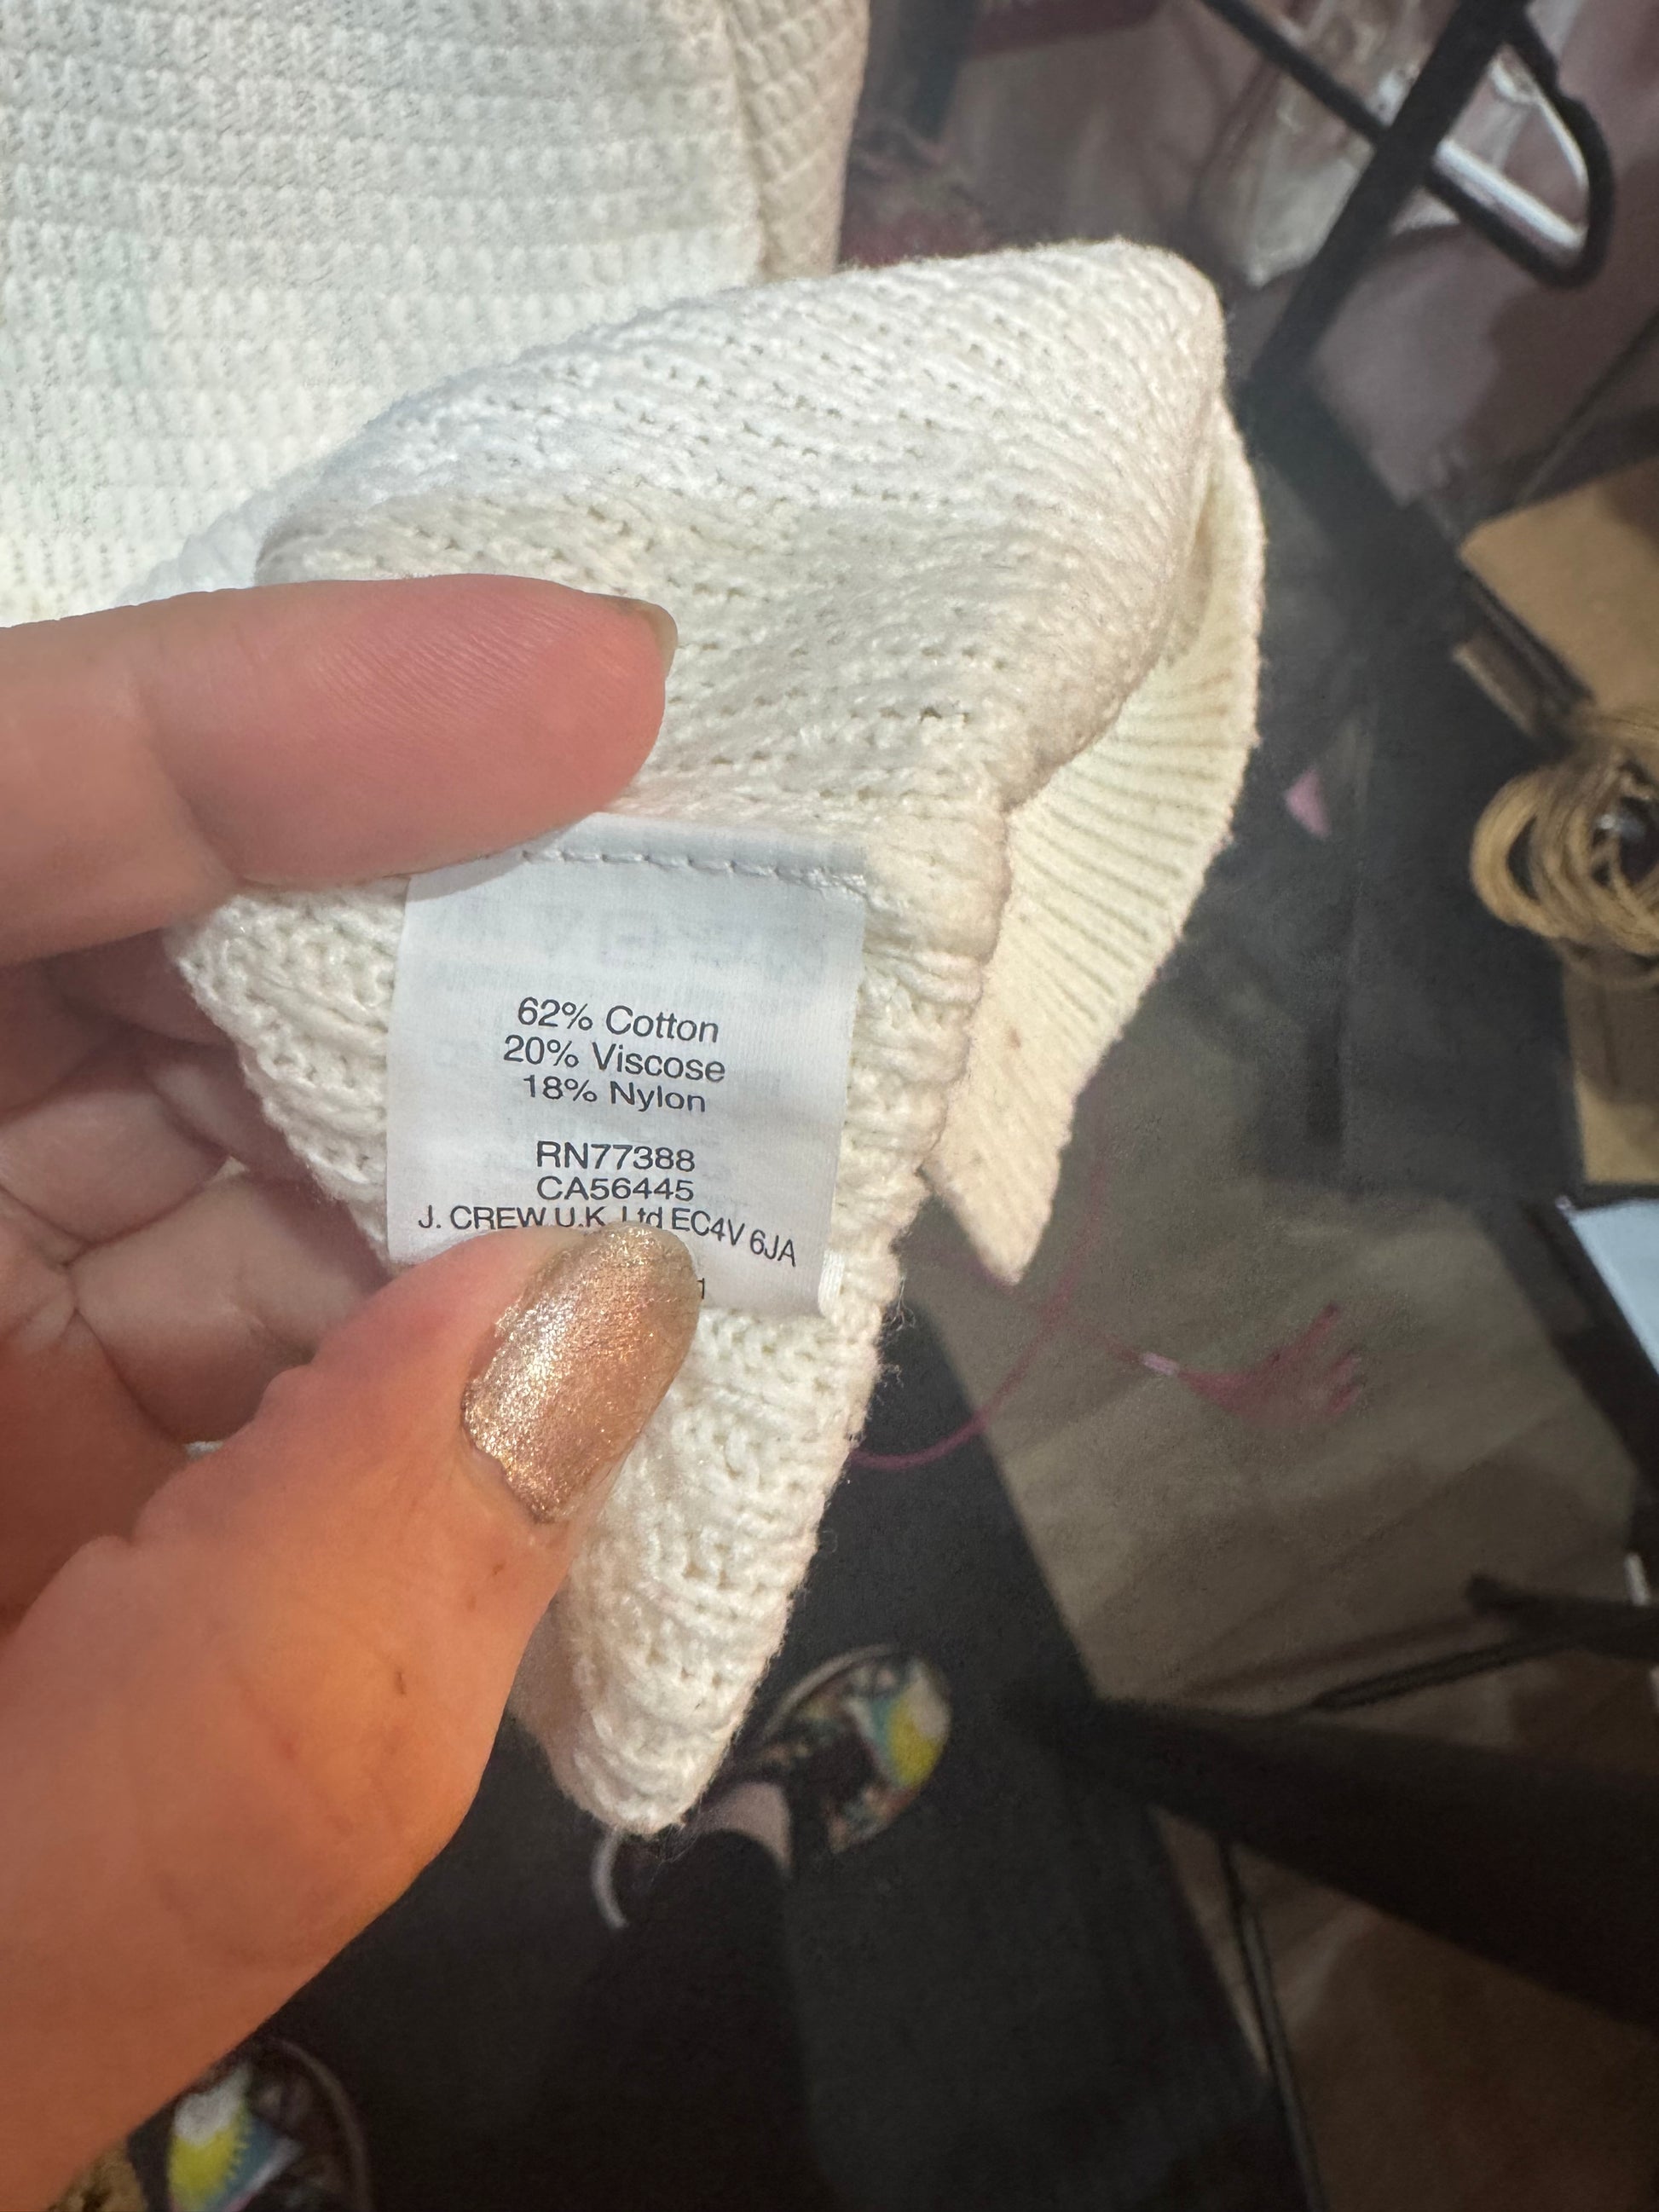 62% Cotton
20% Viscose
18% Nylon
RN77388
CA56445
J. CREW U.K. Ltd EC4V 6JA